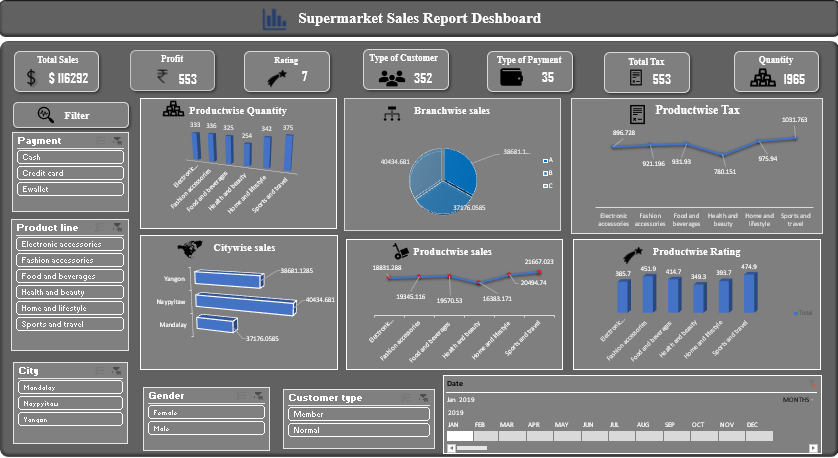 Supermarket Sales Report Deshboard
Total Sales
$ $ 116292
Profit
₹ 553
Rating
7
Type of Customer
352
Type of Payment
35
Total Tax
553
Quantity
1965
Filter
Payment
Cash
Credit card
Ewallet
Product line
Electronic accessories
Fashion accessories
Food and beverages
Health and beauty
Home and lifestyle
Sports and travel
City
Mandalay
Naypyitaw
Yangon
Productwise Quantity
333 336 325 254 342 375
Electronic...
Fashion accessories
Food and beverages
Health and beauty
Home and lifestyle
Sports and travel
Branchwise sales
40434.681
38681.1...
37176.0585
A
B
C
Productwise Tax
896.728
921.196
931.93
780.151
975.94
1031.763
Electronic accessories
Fashion accessories
Food and beverages
Health and beauty
Home and lifestyle
Sports and travel
Citywise sales
Yangon
38681.1285
Naypyitaw
40434.681
Mandalay
37176.0585
Productwise sales
18831.288
19345.116
19570.53
16383.171
20494.74
21667.023
Electronic...
Fashion accessories
Food and beverages
Health and beauty
Home and lifestyle
Sports and travel
Productwise Rating
385.7 451.9 414.7 349.3 393.7 474.9
Electronic...
Fashion accessories
Food and beverages
Health and beauty
Home and lifestyle
Sports and travel
Total
Gender
Female
Male
Customer type
Member
Normal
Date
Jan 2019
MONTHS
2019
JAN FEB MAR APR MAY JUN JUL AUG SEP OCT NOV DEC